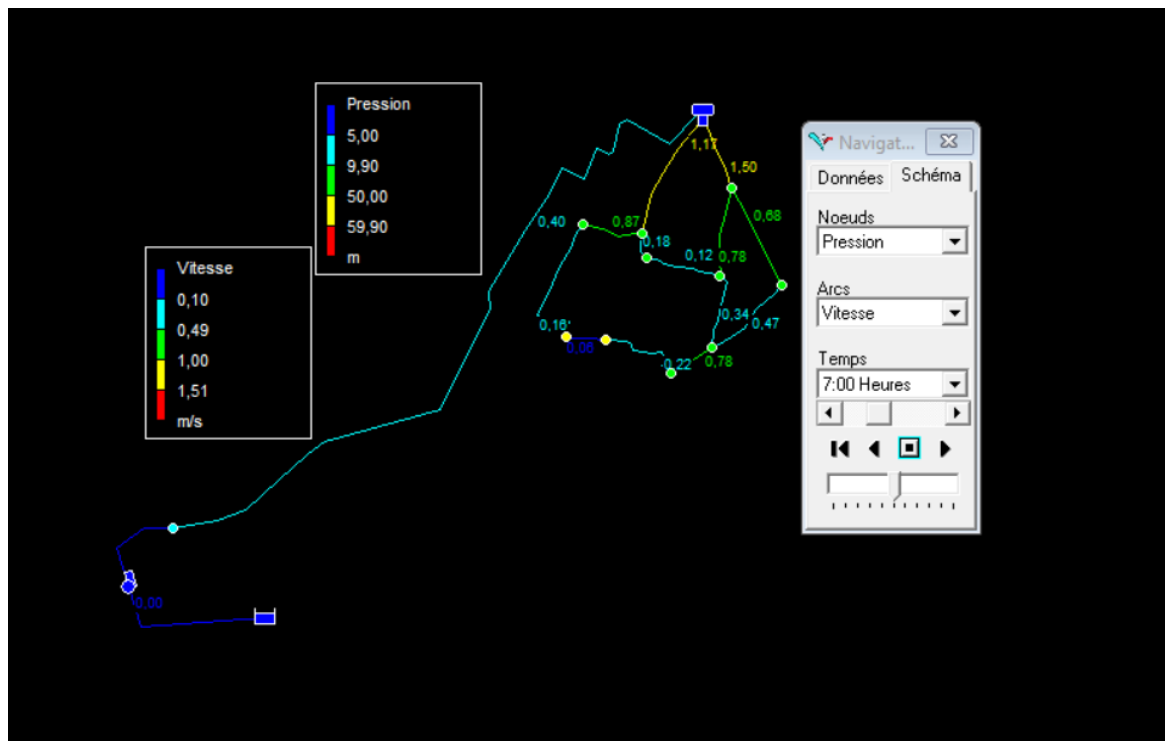 Pression
5,00
9,90
50,00
59,90
m
Vitesse
0,10
0,49
1,00
1,51
m/s
1,17
1,50
0,40
0,87
0,68
0,18
0,12
0,78
0,34
0,47
0,16
0,06
0,22
0,78
0,00
Navigat...
Données
Schéma
Noeuds
Pression
Arcs
Vitesse
Temps
7:00 Heures